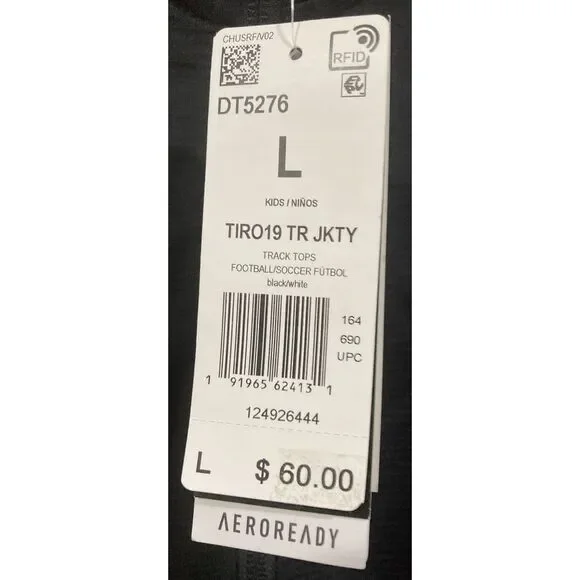 CHUSRF/V02
RFID
DT5276
L
KIDS / NIÑOS
TIRO19 TR JKTY
TRACK TOPS
FOOTBALL/SOCCER FÚTBOL
black/white
164
690
UPC
1 91965 62413 1
124926444
L $ 60.00
AEROREADY